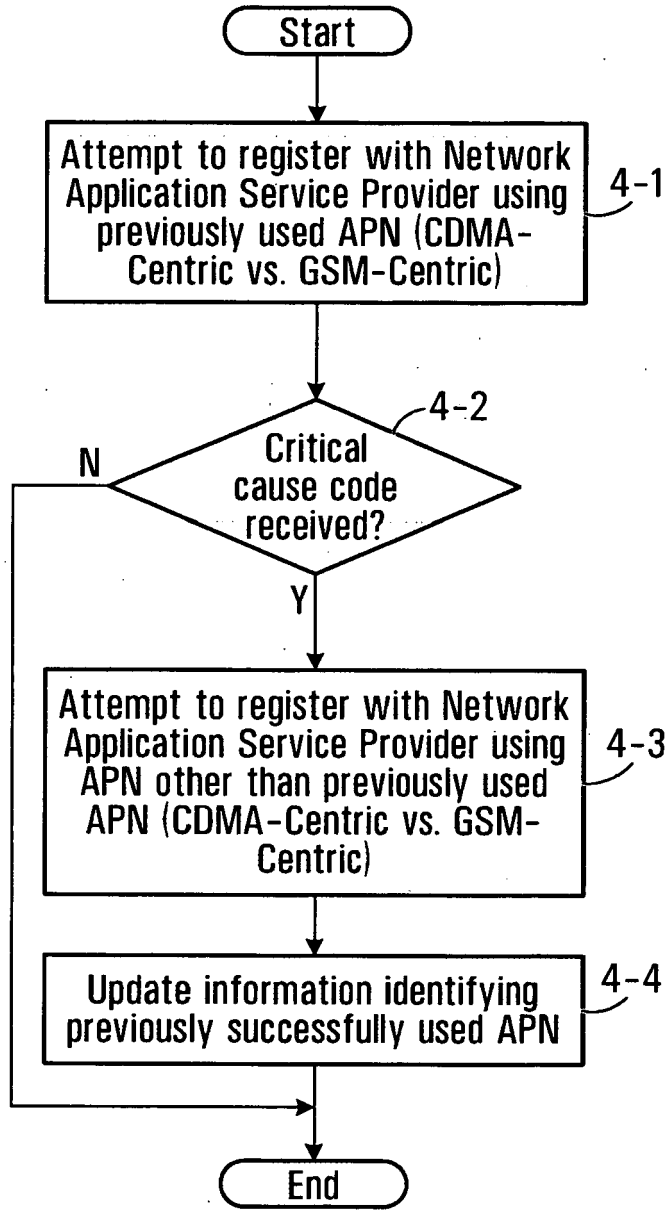 Start
Attempt to register with Network
Application Service Provider using
previously used APN (CDMA-
Centric vs. GSM-Centric)
4-1
4-2
Critical
cause code
received?
N
Y
Attempt to register with Network
Application Service Provider using
APN other than previously used
APN (CDMA-Centric vs. GSM-
Centric)
4-3
Update information identifying
previously successfully used APN
4-4
End